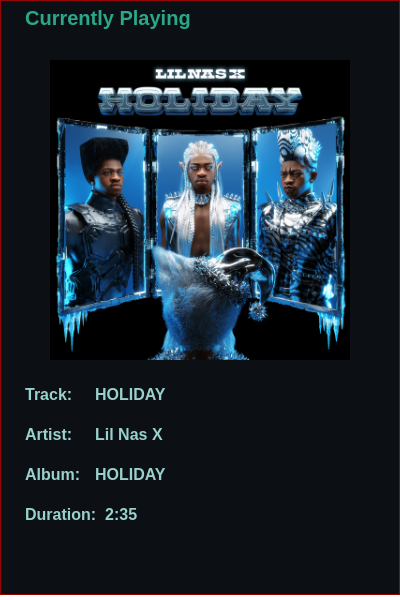 Currently Playing
LIL NAS X
HOLIDAY
Track: HOLIDAY
Artist: Lil Nas X
Album: HOLIDAY
Duration: 2:35